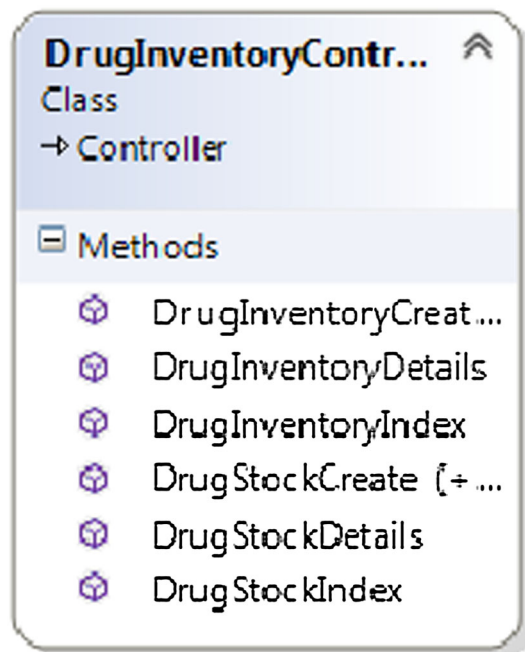 DrugInventoryContr...
Class
→ Controller
Methods
DrugInventoryCreat...
DrugInventoryDetails
DrugInventoryIndex
DrugStockCreate (+ ...
DrugStockDetails
DrugStockIndex